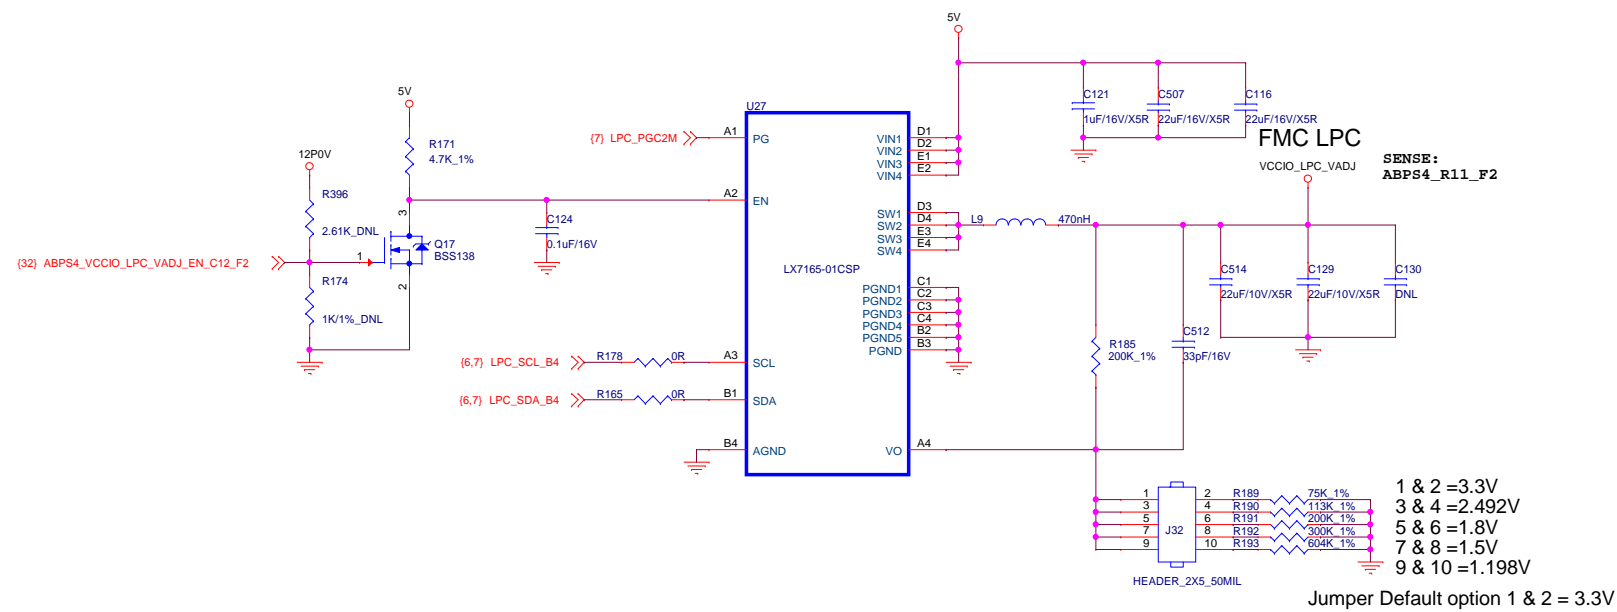 5V
5V
U27
C121
1uF/16V/X5R
C507
22uF/16V/X5R
C116
22uF/16V/X5R
{7} LPC_PGC2M
A1
PG
R171
4.7K_1%
12P0V
R396
2.61K_DNL
A2
EN
C124
0.1uF/16V
3
Q17
BSS138
1
2
{32} ABPS4_VCCIO_LPC_VADJ_EN_C12_F2
R174
1K/1%_DNL
{6,7} LPC_SCL_B4
R178
0R
A3
SCL
{6,7} LPC_SDA_B4
R165
0R
B1
SDA
B4
AGND
LX7165-01CSP
VIN1
D1
VIN2
D2
VIN3
E1
VIN4
E2
SW1
D3
SW2
D4
SW3
E3
SW4
E4
PGND1
C1
PGND2
C2
PGND3
C3
PGND4
C4
PGND5
B2
PGND
B3
VO
A4
FMC LPC
VCCIO_LPC_VADJ
SENSE:
ABPS4_R11_F2
L9
470nH
C514
22uF/10V/X5R
C129
22uF/10V/X5R
C130
DNL
R185
200K_1%
C512
33pF/16V
1
2
R189
75K_1%
3
4
R190
113K_1%
5
6
R191
200K_1%
7
8
R192
300K_1%
9
10
R193
604K_1%
J32
HEADER_2X5_50MIL
1 & 2 =3.3V
3 & 4 =2.492V
5 & 6 =1.8V
7 & 8 =1.5V
9 & 10 =1.198V
Jumper Default option 1 & 2 = 3.3V